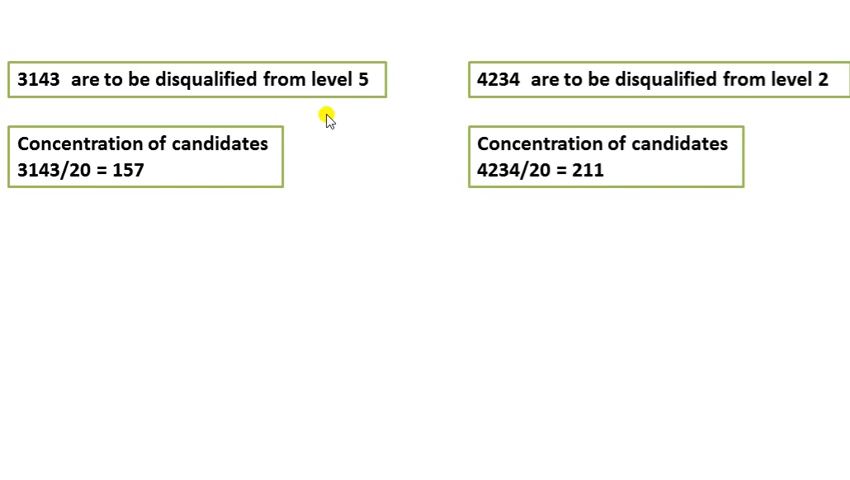 3143 are to be disqualified from level 5
4234 are to be disqualified from level 2
Concentration of candidates
3143/20 = 157
Concentration of candidates
4234/20 = 211